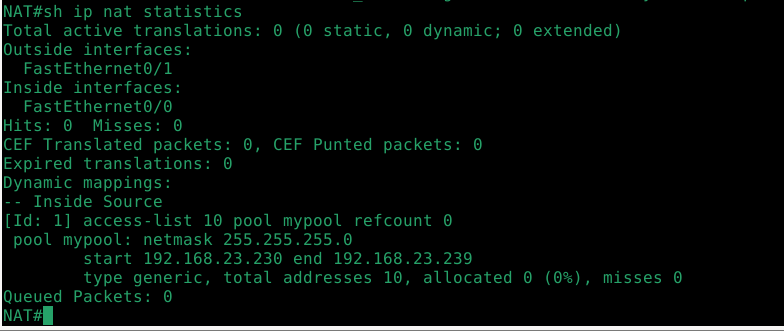 NAT#sh ip nat statistics
Total active translations: 0 (0 static, 0 dynamic; 0 extended)
Outside interfaces:
  FastEthernet0/1
Inside interfaces:
  FastEthernet0/0
Hits: 0  Misses: 0
CEF Translated packets: 0, CEF Punted packets: 0
Expired translations: 0
Dynamic mappings:
-- Inside Source
[Id: 1] access-list 10 pool mypool refcount 0
 pool mypool: netmask 255.255.255.0
        start 192.168.23.230 end 192.168.23.239
        type generic, total addresses 10, allocated 0 (0%), misses 0
Queued Packets: 0
NAT#